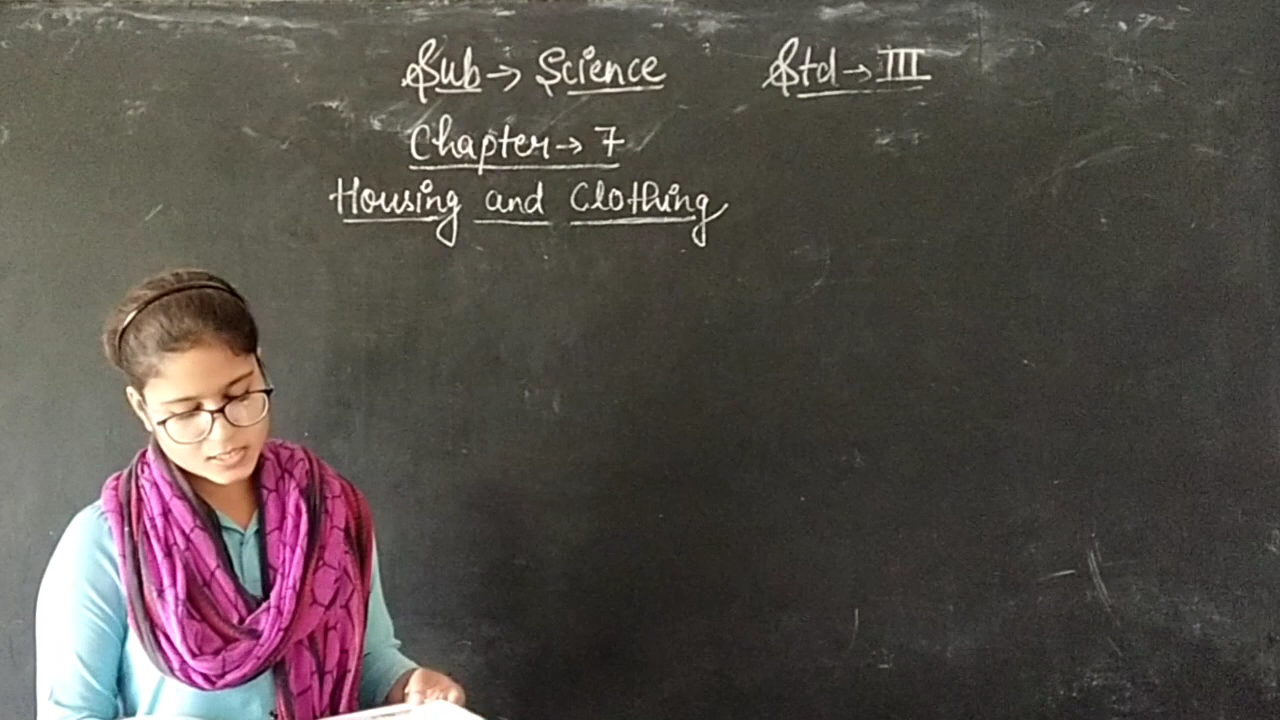 Sub → Science Std → III
Chapter → 7
Housing and Clothing